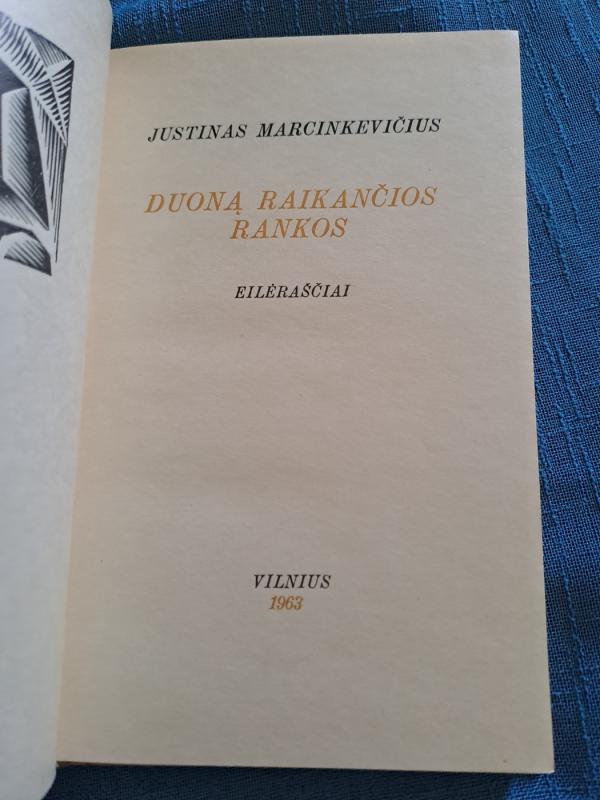 JUSTINAS MARCINKEVIČIUS
DUONĄ RAIKANČIOS
RANKOS
EILĖRAŠČIAI
VILNIUS
1963